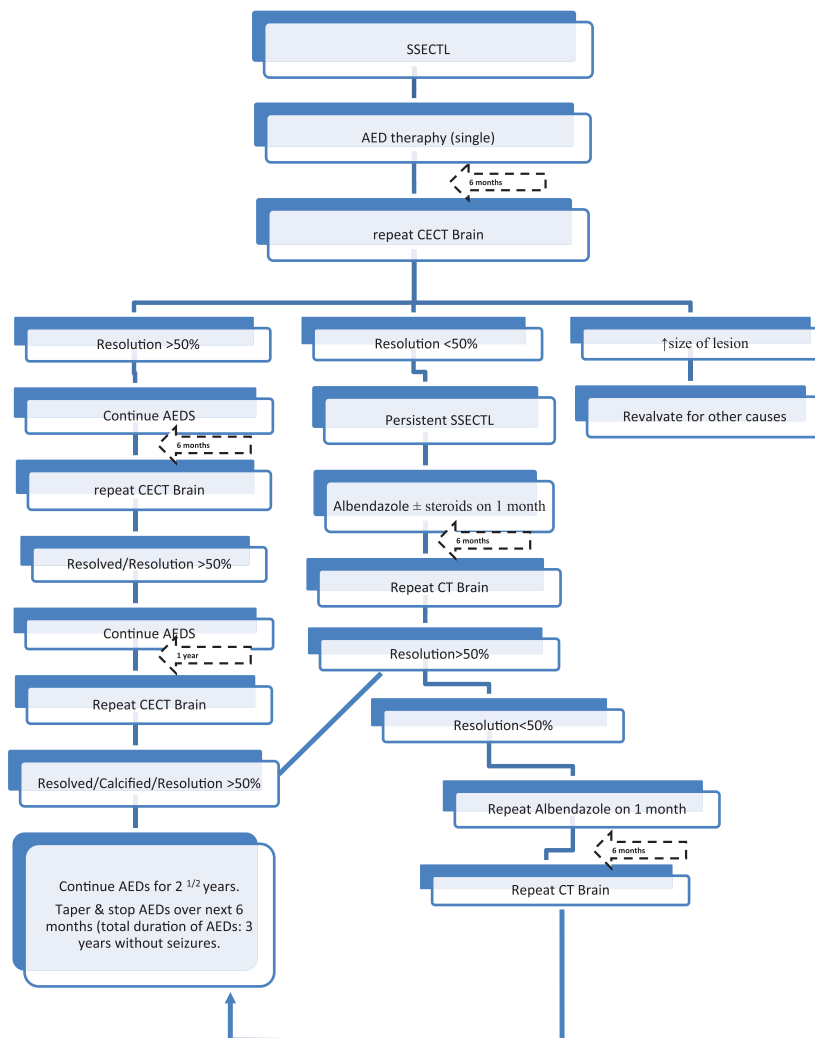 SSECTL
AED theraphy (single)
6 months
repeat CECT Brain
Resolution >50%
Resolution <50%
↑size of lesion
Continue AEDS
6 months
repeat CECT Brain
Resolved/Resolution >50%
Continue AEDS
1 year
Repeat CECT Brain
Resolved/Calcified/Resolution >50%
Continue AEDs for 2 1/2 years.
Taper & stop AEDs over next 6
months (total duration of AEDs: 3
years without seizures.
Persistent SSECTL
Albendazole ± steroids on 1 month
6 months
Repeat CT Brain
Resolution>50%
Resolution<50%
Repeat Albendazole on 1 month
6 months
Repeat CT Brain
Revalvate for other causes